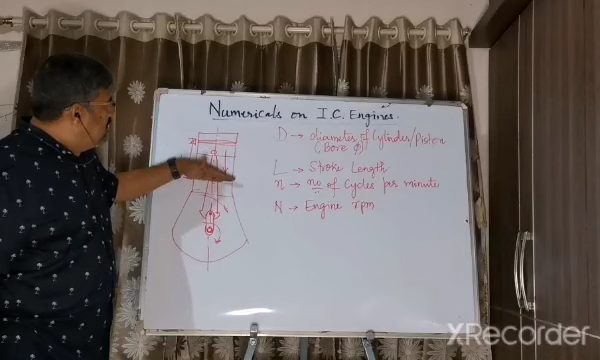 Numericals on I.C. Engines.
D → diameter of Cylinder/Piston
(Bore φ)
L → Stroke Length
n → no of Cycles per minute
N → Engine rpm
XRecorder